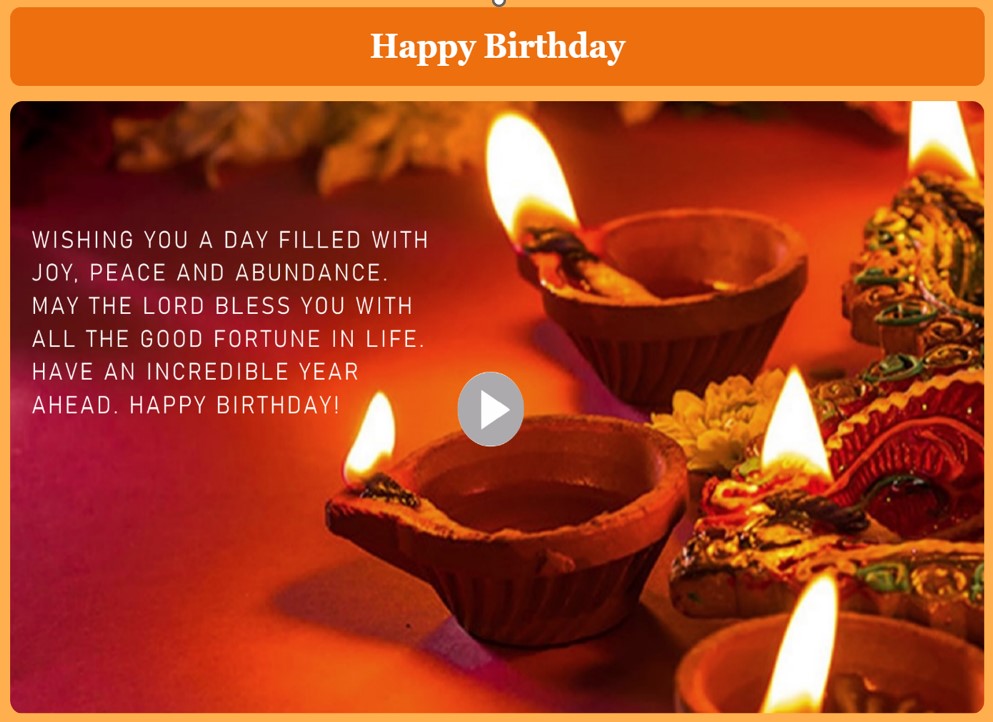 Happy Birthday
WISHING YOU A DAY FILLED WITH
JOY, PEACE AND ABUNDANCE.
MAY THE LORD BLESS YOU WITH
ALL THE GOOD FORTUNE IN LIFE.
HAVE AN INCREDIBLE YEAR
AHEAD. HAPPY BIRTHDAY!